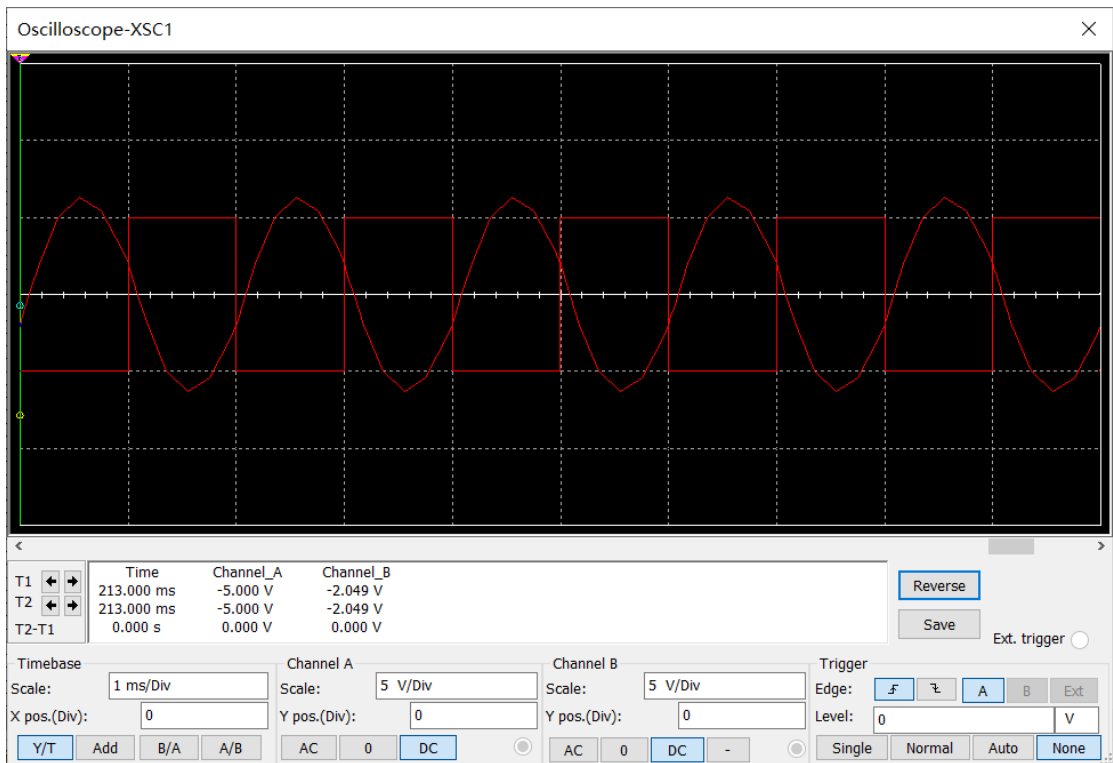 Oscilloscope-XSC1
Time Channel_A Channel_B
T1 213.000 ms -5.000 V -2.049 V
T2 213.000 ms -5.000 V -2.049 V
T2-T1 0.000 s 0.000 V 0.000 V
Reverse
Save
Ext. trigger
Timebase
Scale: 1 ms/Div
X pos.(Div): 0
Y/T Add B/A A/B
Channel A
Scale: 5 V/Div
Y pos.(Div): 0
AC 0 DC
Channel B
Scale: 5 V/Div
Y pos.(Div): 0
AC 0 DC -
Trigger
Edge: A B Ext
Level: 0 V
Single Normal Auto None